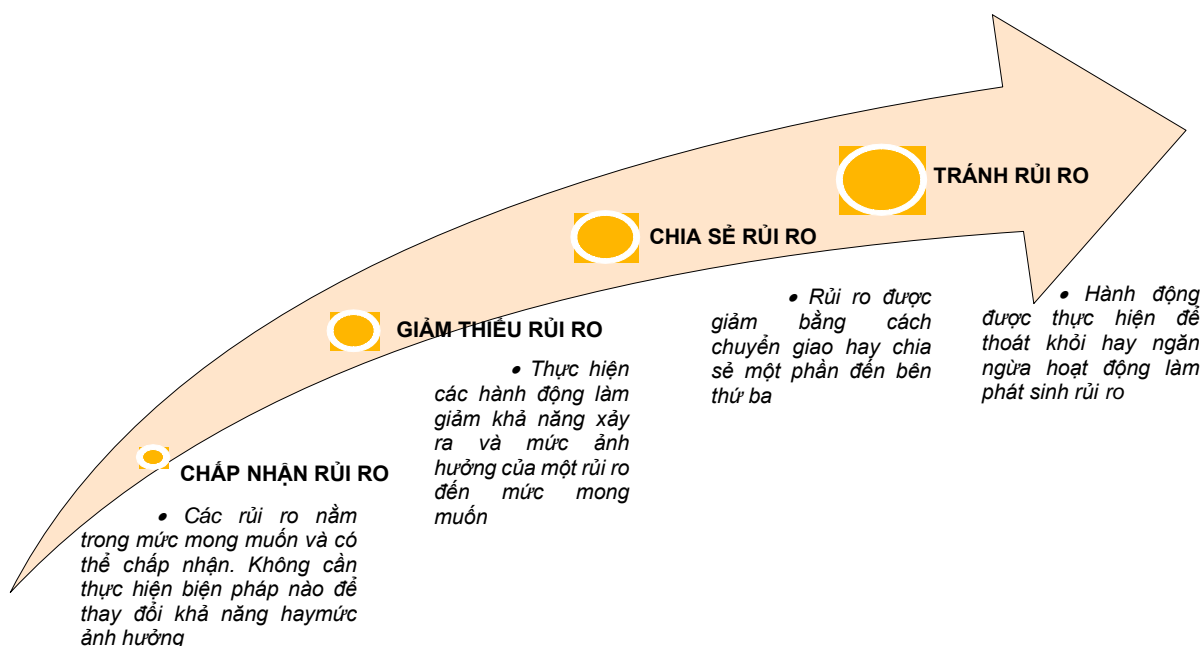 CHẤP NHẬN RỦI RO
• Các rủi ro nằm
trong mức mong muốn và có
thể chấp nhận. Không cần
thực hiện biện pháp nào để
thay đổi khả năng haymức
ảnh hưởng
GIẢM THIỂU RỦI RO
• Thực hiện
các hành động làm
giảm khả năng xảy
ra và mức ảnh
hưởng của một rủi ro
đến mức mong
muốn
CHIA SẺ RỦI RO
• Rủi ro được
giảm bằng cách
chuyển giao hay chia
sẻ một phần đến bên
thứ ba
TRÁNH RỦI RO
• Hành động
được thực hiện để
thoát khỏi hay ngăn
ngừa hoạt động làm
phát sinh rủi ro